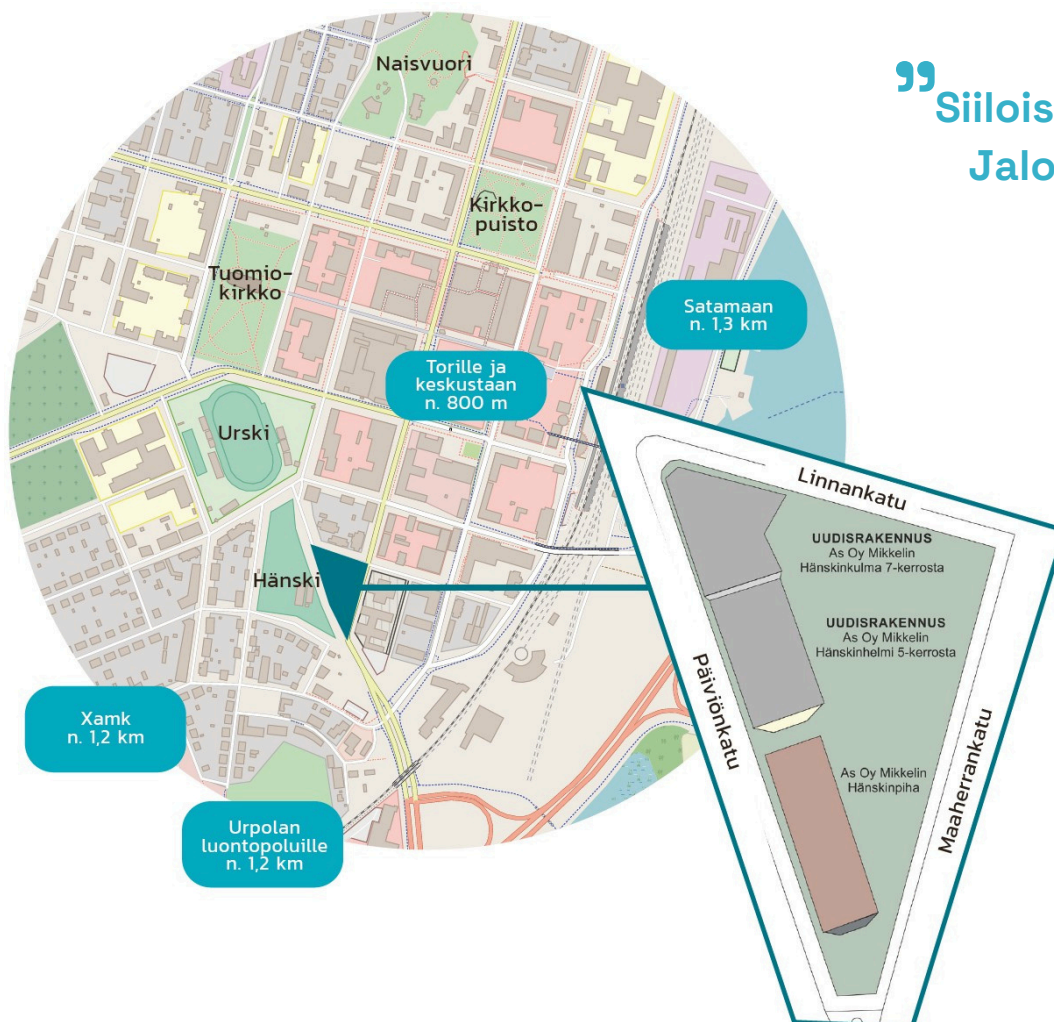 Naisvuori
”Siilois
Jalo
Kirkko-
puisto
Tuomio-
kirkko
Satamaan
n. 1,3 km
Torille ja
keskustaan
n. 800 m
Urski
Hänski
Xamk
n. 1,2 km
Urpolan
luontopoluille
n. 1,2 km
Linnankatu
UUDISRAKENNUS
As Oy Mikkelin
Hänskinkulma 7-kerrosta
UUDISRAKENNUS
As Oy Mikkelin
Hänskinhelmi 5-kerrosta
Päiviönkatu
As Oy Mikkelin
Hänskinpiha
Maaherrankatu